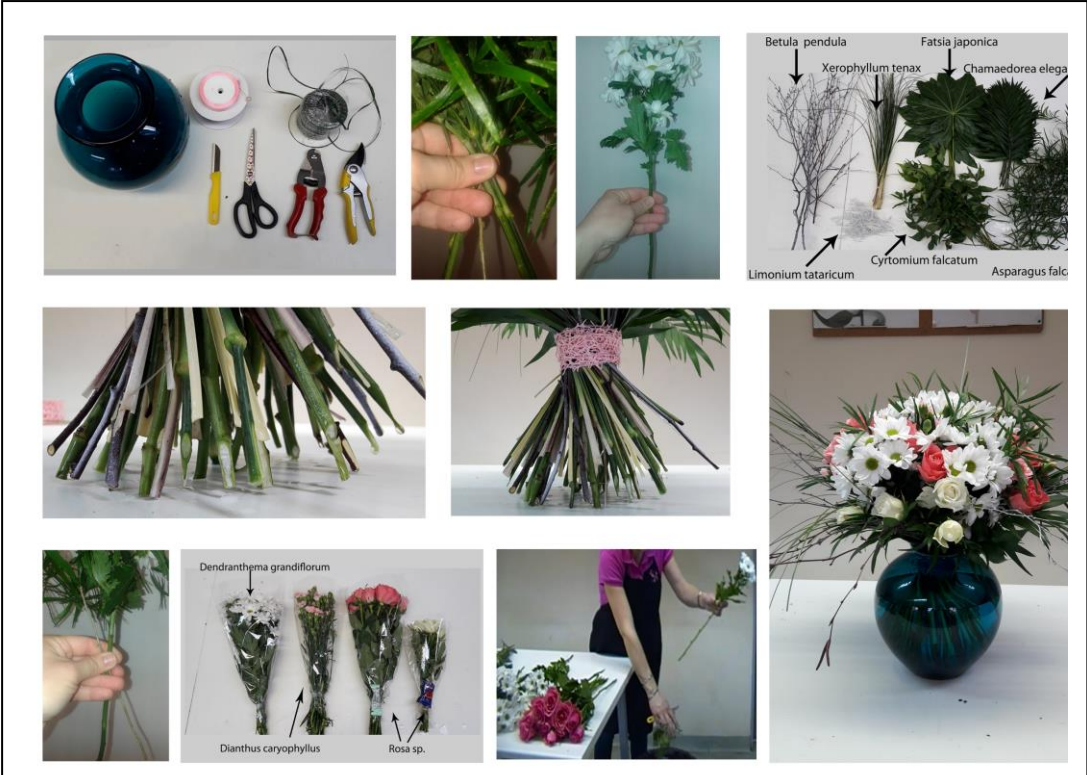 Betula pendula
Fatsia japonica
Xerophyllum tenax
Chamaedorea elega
Limonium tataricum
Cyrtomium falcatum
Asparagus falca
Dendranthema grandiflorum
Dianthus caryophyllus
Rosa sp.